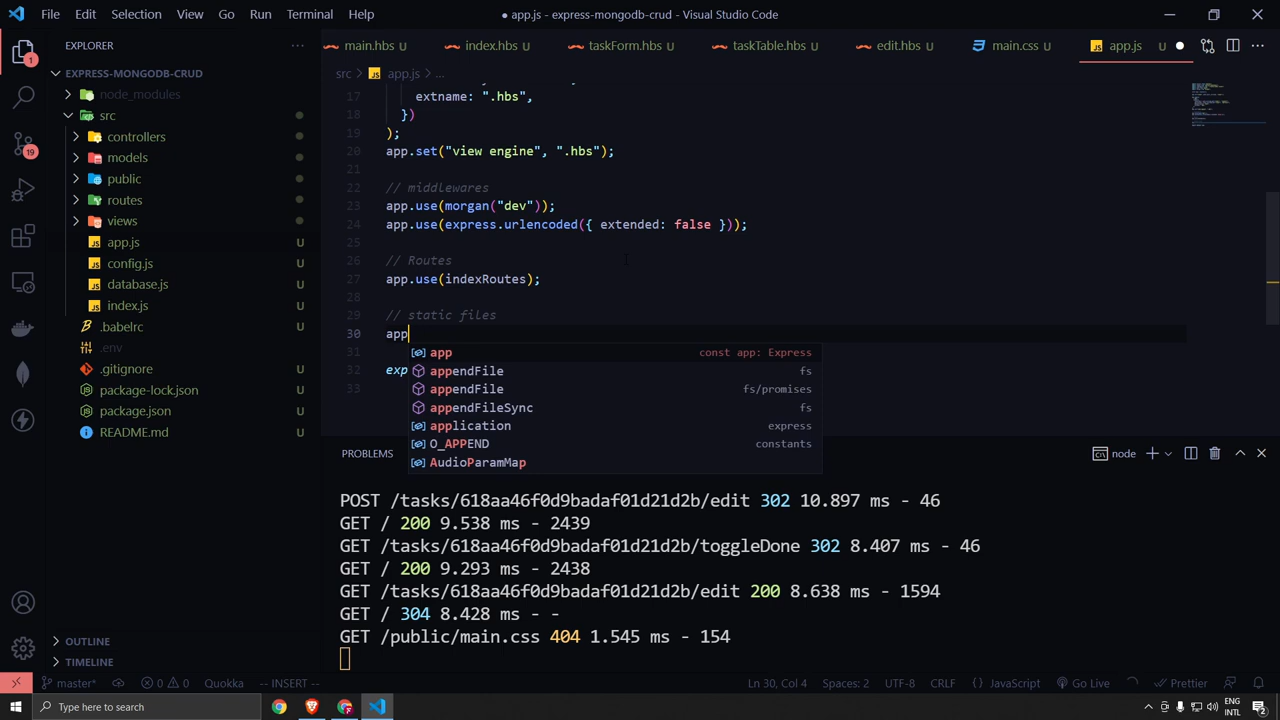 File Edit Selection View Go Run Terminal Help
● app.js - express-mongodb-crud - Visual Studio Code
EXPLORER
main.hbs U
index.hbs U
taskForm.hbs U
taskTable.hbs U
edit.hbs U
main.css U
app.js U
1
EXPRESS-MONGODB-CRUD
node_modules
src
controllers
models
public
routes
views
app.js U
config.js U
database.js U
index.js U
.babelrc U
.env
.gitignore U
package-lock.json U
package.json U
README.md U
OUTLINE
TIMELINE
19
src > app.js > ...
17 extname: ".hbs",
18 })
19 );
20 app.set("view engine", ".hbs");
21
22 // middlewares
23 app.use(morgan("dev"));
24 app.use(express.urlencoded({ extended: false }));
25
26 // Routes
27 app.use(indexRoutes);
28
29 // static files
30 app
31
32 exp
33
app const app: Express
appendFile fs
appendFile fs/promises
appendFileSync fs
application express
O_APPEND constants
AudioParamMap
PROBLEMS
node
POST /tasks/618aa46f0d9badaf01d21d2b/edit 302 10.897 ms - 46
GET / 200 9.538 ms - 2439
GET /tasks/618aa46f0d9badaf01d21d2b/toggleDone 302 8.407 ms - 46
GET / 200 9.293 ms - 2438
GET /tasks/618aa46f0d9badaf01d21d2b/edit 200 8.638 ms - 1594
GET / 304 8.428 ms - -
GET /public/main.css 404 1.545 ms - 154
master* 0 0 Quokka -- INSERT -- Ln 30, Col 4 Spaces: 2 UTF-8 CRLF {} JavaScript Go Live Prettier
Type here to search
ENG
INTL
2